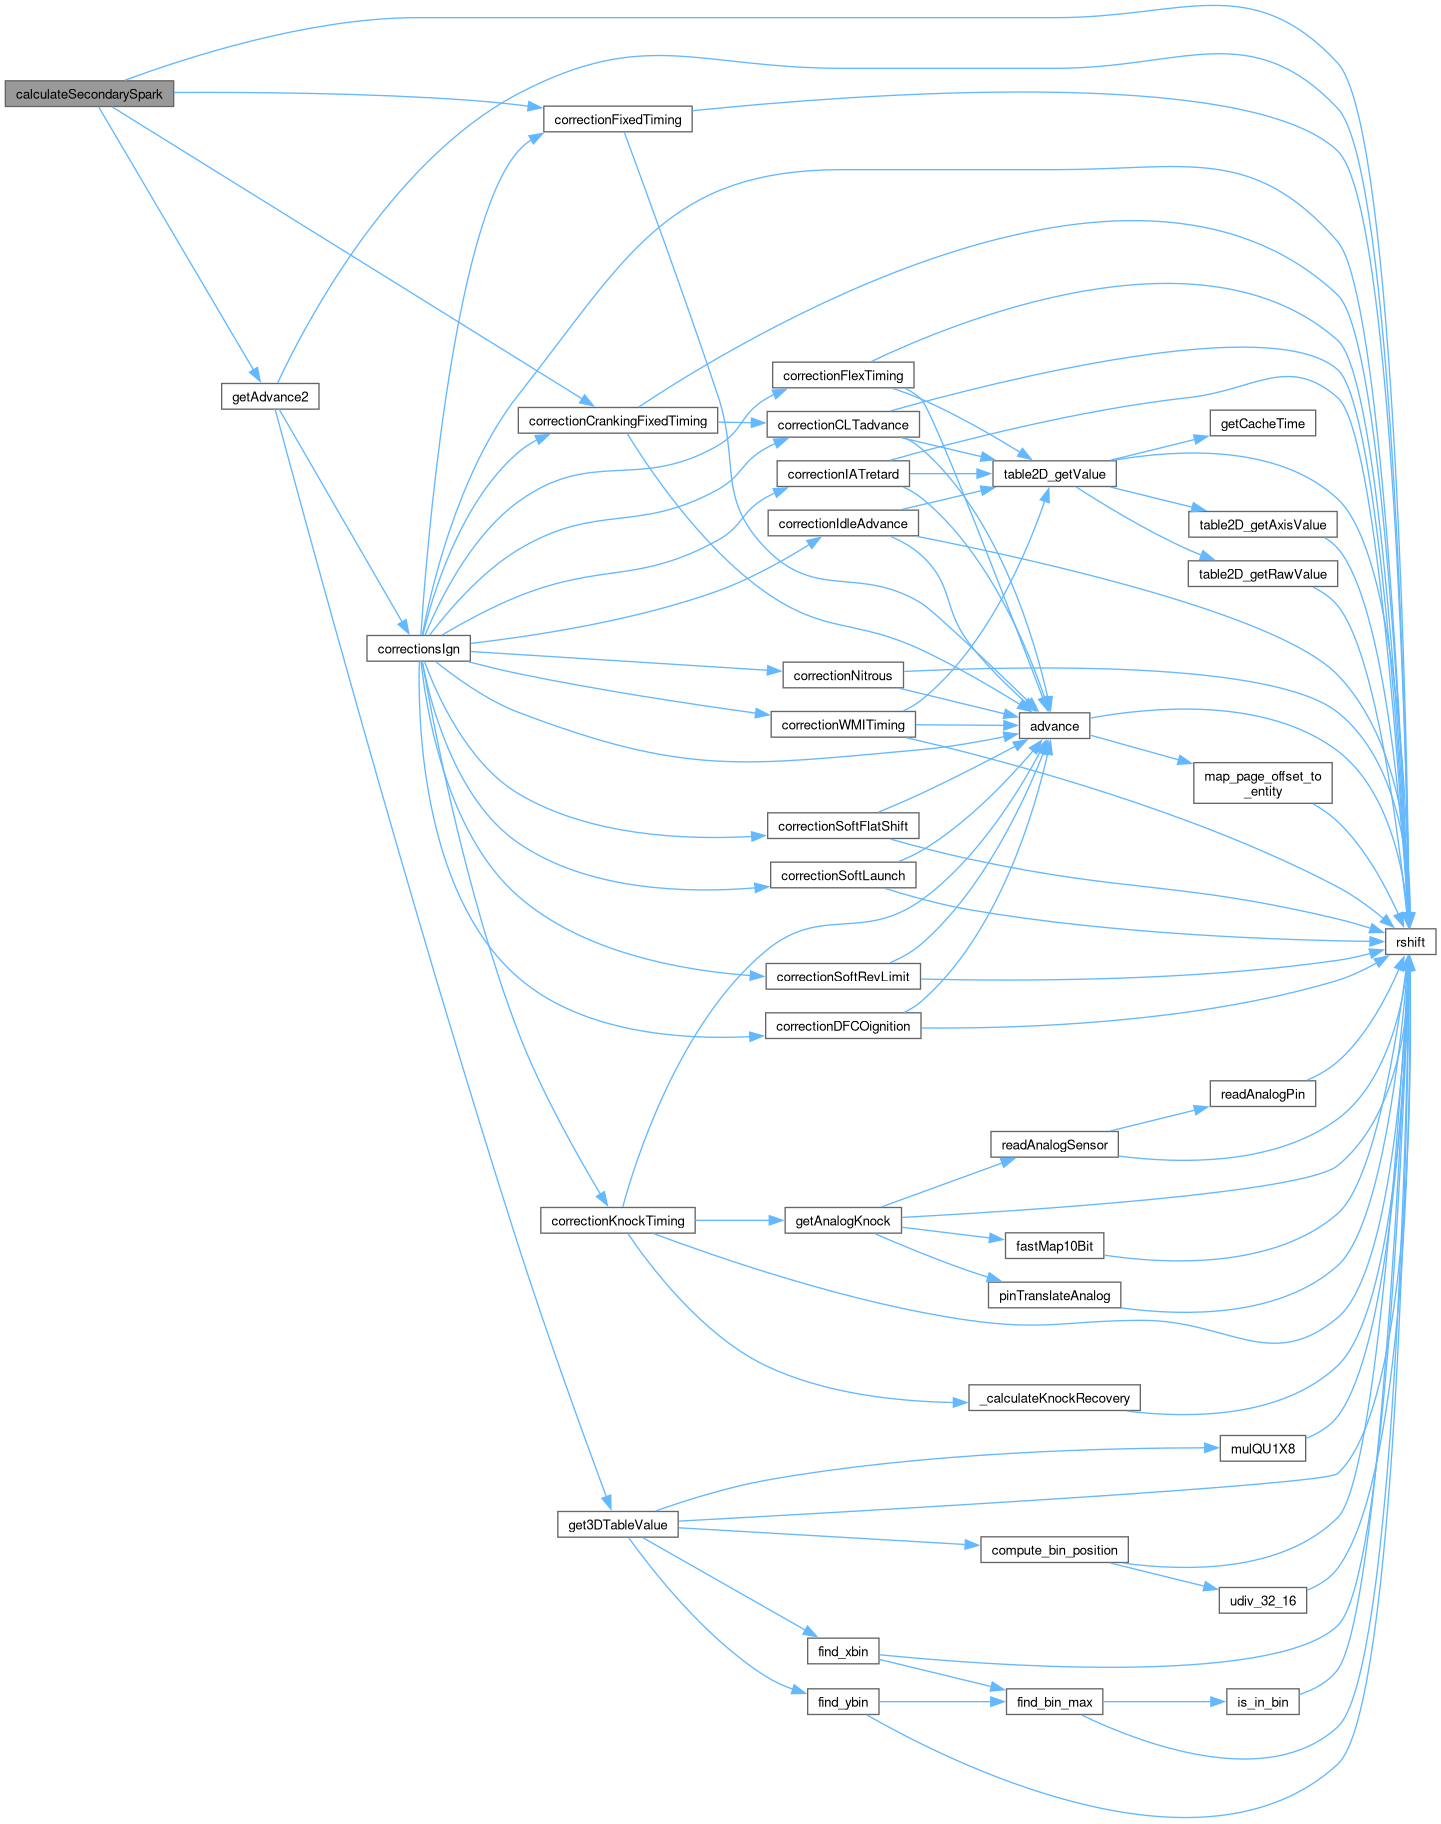 calculateSecondarySpark
correctionFixedTiming
getAdvance2
correctionFlexTiming
correctionCrankingFixedTiming
correctionCLTadvance
getCacheTime
correctionIATretard
table2D_getValue
correctionIdleAdvance
table2D_getAxisValue
table2D_getRawValue
correctionsIgn
correctionNitrous
correctionWMITiming
advance
map_page_offset_to
_entity
correctionSoftFlatShift
correctionSoftLaunch
rshift
correctionSoftRevLimit
correctionDFCOignition
readAnalogPin
readAnalogSensor
correctionKnockTiming
getAnalogKnock
fastMap10Bit
pinTranslateAnalog
_calculateKnockRecovery
mulQU1X8
get3DTableValue
compute_bin_position
udiv_32_16
find_xbin
find_ybin
find_bin_max
is_in_bin